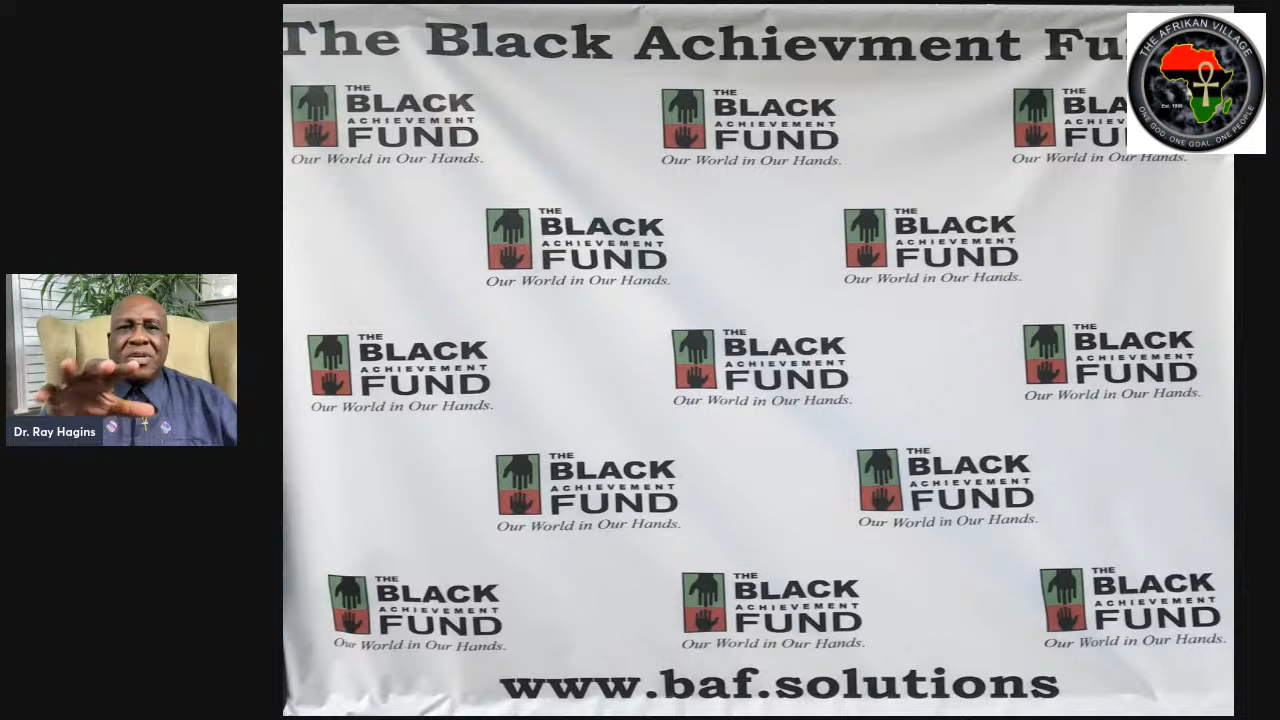 The Black Achievment Fu
THE AFRIKAN VILLAGE
Est. 1995
ONE GOD. ONE GOAL. ONE PEOPLE
THE
BLACK
ACHIEVEMENT
FUND
Our World in Our Hands.
THE
BLACK
ACHIEVEMENT
FUND
Our World in Our Hands.
THE
BLA
ACHIEVEM
FU
Our World in Our Hands.
THE
BLACK
ACHIEVEMENT
FUND
Our World in Our Hands.
THE
BLACK
ACHIEVEMENT
FUND
Our World in Our Hands.
THE
BLACK
ACHIEVEMENT
FUND
Our World in Our Hands.
THE
BLACK
ACHIEVEMENT
FUND
Our World in Our Hands.
THE
BLACK
ACHIEVEMENT
FUND
Our World in Our Hands.
Dr. Ray Hagins
THE
BLACK
ACHIEVEMENT
FUND
Our World in Our Hands.
THE
BLACK
ACHIEVEMENT
FUND
Our World in Our Hands.
THE
BLACK
ACHIEVEMENT
FUND
Our World in Our Hands.
THE
BLACK
ACHIEVEMENT
FUND
Our World in Our Hands.
THE
BLACK
ACHIEVEMENT
FUND
Our World in Our Hands.
www.baf.solutions